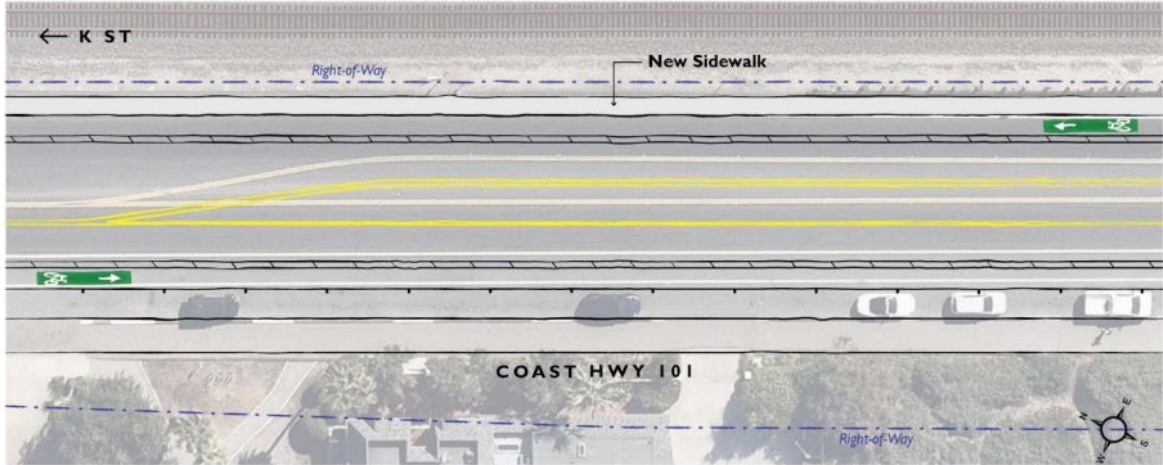 ← K ST
Right-of-Way
New Sidewalk
COAST HWY 101
Right-of-Way
N
E
W
S